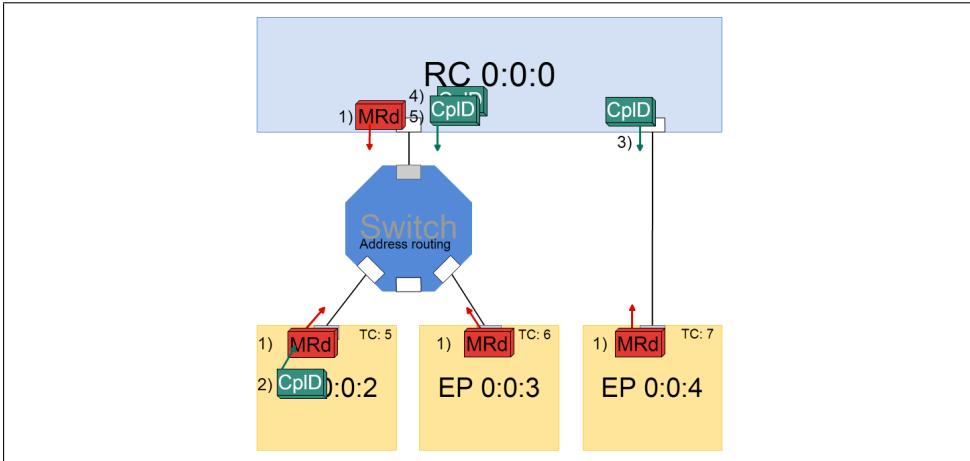 RC 0:0:0
4)
1) MRd
5) CplD
CplD
3)
Switch
Address routing
TC: 5
1) MRd
2) CplD
0:0:2
TC: 6
1) MRd
EP 0:0:3
TC: 7
1) MRd
EP 0:0:4